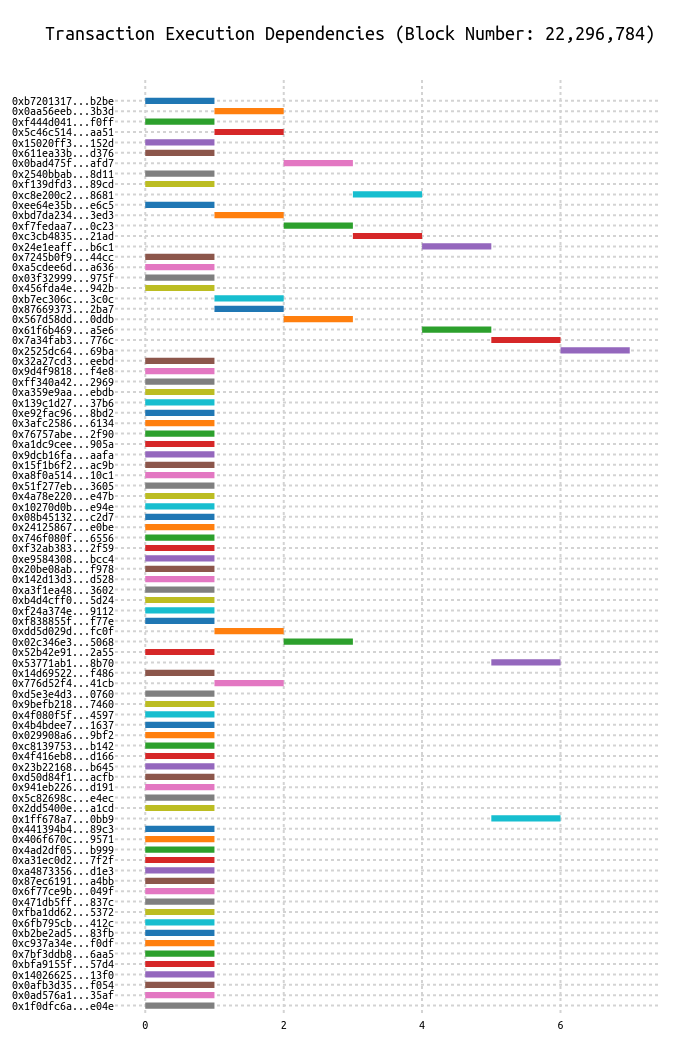 Transaction Execution Dependencies (Block Number: 22,296,784)
0xb7201317...b2be
0x0aa56eeb...3b3d
0xf444d041...f0ff
0x5c46c514...aa51
0x15020ff3...152d
0x611ea33b...d376
0x0bad475f...afd7
0x2540bbab...8d11
0xf139dfd3...89cd
0xc8e200c2...8681
0xee64e35b...e6c5
0xbd7da234...3ed3
0xf7fedaa7...0c23
0xc3cb4835...21ad
0x24e1eaff...b6c1
0x7245b0f9...44cc
0xa5cdee6d...a636
0x03f32999...975f
0x456fda4e...942b
0xb7ec306c...3c0c
0x87669373...2ba7
0x567d58dd...0ddb
0x61f6b469...a5e6
0x7a34fab3...776c
0x2525dc64...69ba
0x32a27cd3...eebd
0x9d4f9818...f4e8
0xff340a42...2969
0xa359e9aa...ebdb
0x139c1d27...37b6
0xe92fac96...8bd2
0x3afc2586...6134
0x76757abe...2f90
0xa1dc9cee...905a
0x9dcb16fa...aafa
0x15f1b6f2...ac9b
0xa8f0a514...10c1
0x51f277eb...3605
0x4a78e220...e47b
0x10270d0b...e94e
0x08b45132...c2d7
0x24125867...e0be
0x746f080f...6556
0xf32ab383...2f59
0xe9584308...bcc4
0x20be08ab...f978
0x142d13d3...d528
0xa3f1ea48...3602
0xb4d4cff0...5d24
0xf24a374e...9112
0xf838855f...f77e
0xdd5d029d...fc0f
0x02c346e3...5068
0x52b42e91...2a55
0x53771ab1...8b70
0x14d69522...f486
0x776d52f4...41cb
0xd5e3e4d3...0760
0x9befb218...7460
0x4f080f5f...4597
0x4b4bdee7...1637
0x029908a6...9bf2
0xc8139753...b142
0x4f416eb8...d166
0x23b22168...b645
0xd50d84f1...acfb
0x941eb226...d191
0x5c82698c...e4ec
0x2dd5400e...a1cd
0x1ff678a7...0bb9
0x441394b4...89c3
0x406f670c...9571
0x4ad2df05...b999
0xa31ec0d2...7f2f
0xa4873356...d1e3
0x87ec6191...a4bb
0x6f77ce9b...049f
0x471db5ff...837c
0xfba1dd62...5372
0x6fb795cb...412c
0xb2be2ad5...83fb
0xc937a34e...f0df
0x7bf3ddb8...6aa5
0xbfa9155f...57d4
0x14026625...13f0
0x0afb3d35...f054
0x0ad576a1...35af
0x1f0dfc6a...e04e
0 2 4 6